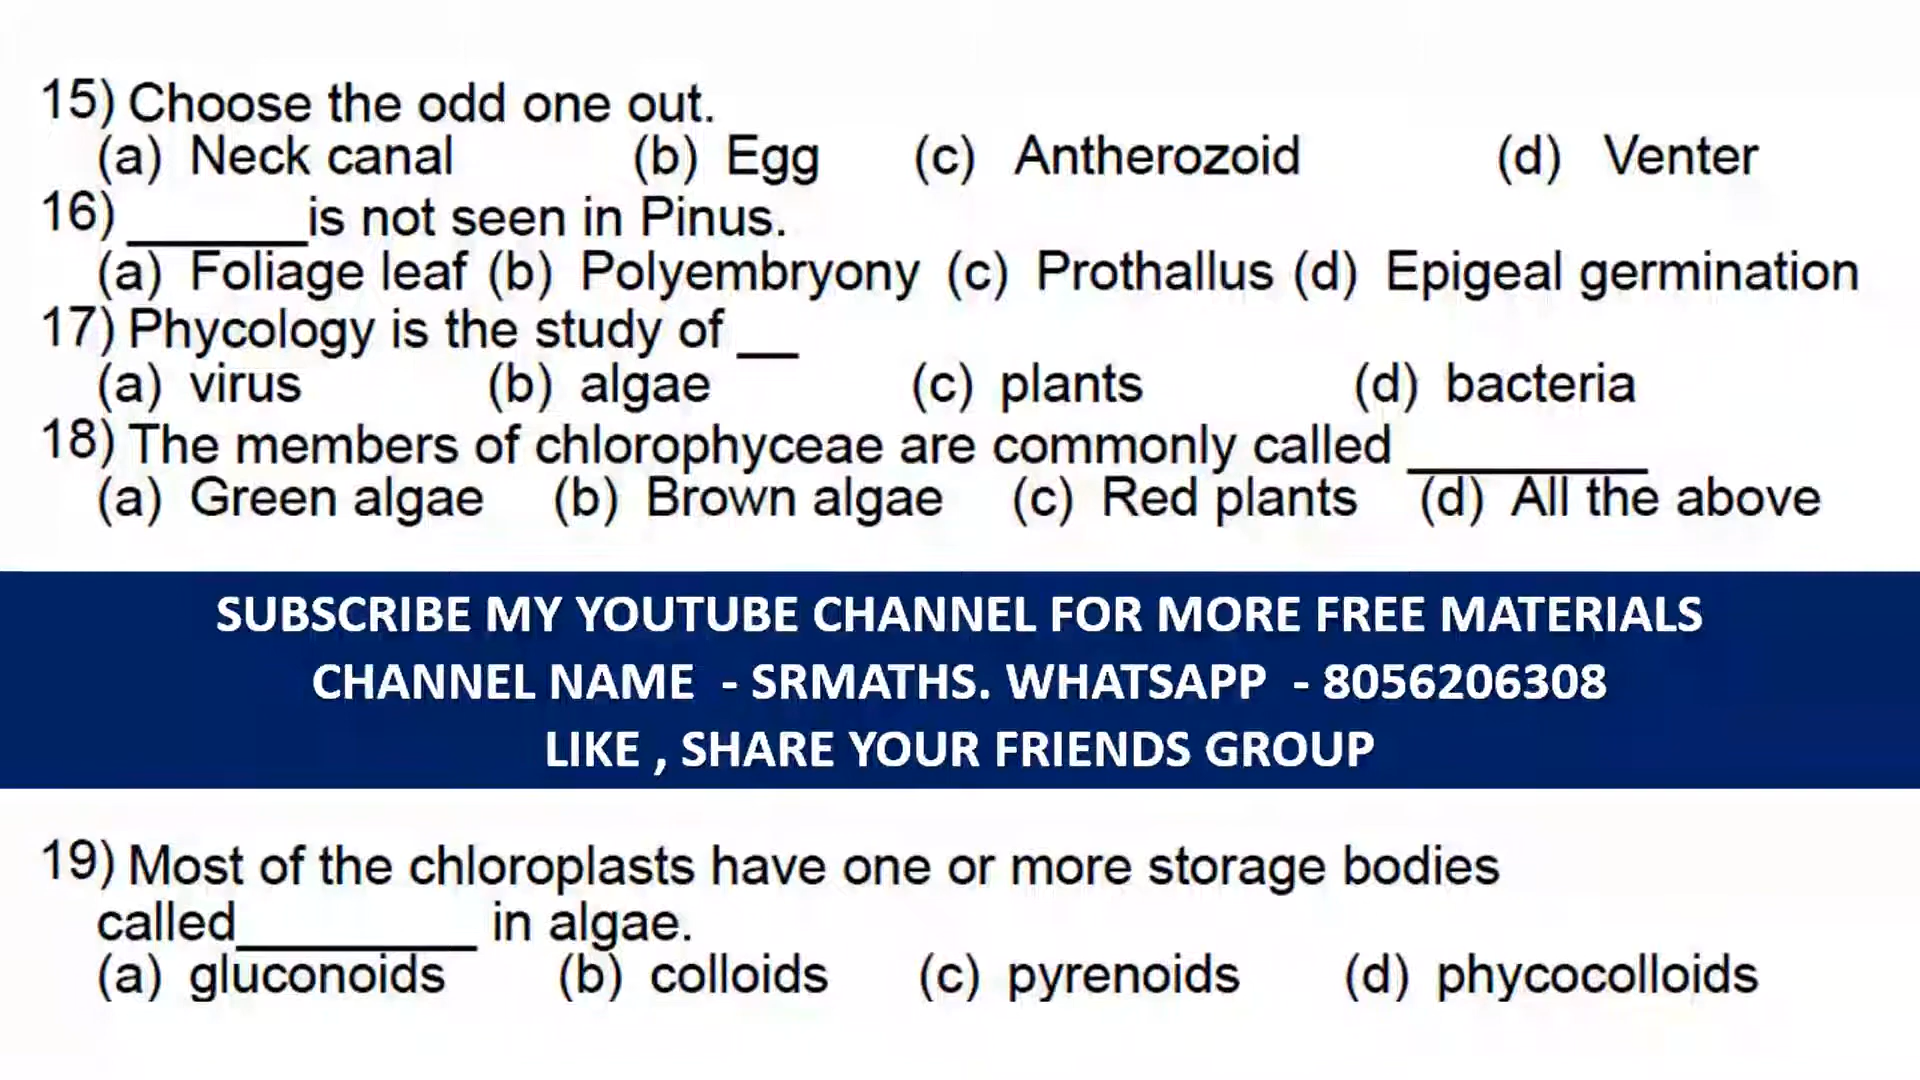 15) Choose the odd one out.
(a) Neck canal (b) Egg (c) Antherozoid (d) Venter
16) ______ is not seen in Pinus.
(a) Foliage leaf (b) Polyembryony (c) Prothallus (d) Epigeal germination
17) Phycology is the study of __
(a) virus (b) algae (c) plants (d) bacteria
18) The members of chlorophyceae are commonly called ________
(a) Green algae (b) Brown algae (c) Red plants (d) All the above
SUBSCRIBE MY YOUTUBE CHANNEL FOR MORE FREE MATERIALS
CHANNEL NAME - SRMATHS. WHATSAPP - 8056206308
LIKE , SHARE YOUR FRIENDS GROUP
19) Most of the chloroplasts have one or more storage bodies
called________ in algae.
(a) gluconoids (b) colloids (c) pyrenoids (d) phycocolloids